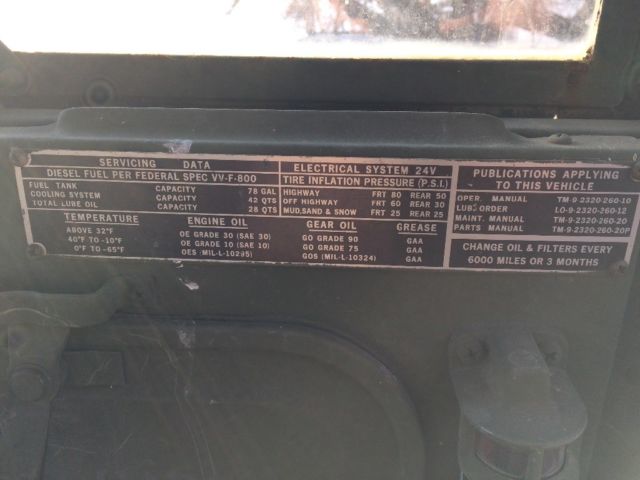 SERVICING DATA
DIESEL FUEL PER FEDERAL SPEC VV-F-800
FUEL TANK CAPACITY 78 GAL
COOLING SYSTEM CAPACITY 42 QTS
TOTAL LUBE OIL CAPACITY 28 QTS
ELECTRICAL SYSTEM 24V
TIRE INFLATION PRESSURE (P.S.I.)
HIGHWAY FRT 80 REAR 50
OFF HIGHWAY FRT 60 REAR 30
MUD.SAND & SNOW FRT 25 REAR 25
TEMPERATURE ENGINE OIL GEAR OIL GREASE
ABOVE 32°F OE GRADE 30 (SAE 30) GO GRADE 90 GAA
40°F TO -10°F OE GRADE 10 (SAE 10) GO GRADE 75 GAA
0°F TO -65°F OES (MIL-L-10295) GOS (MIL-L-10324) GAA
PUBLICATIONS APPLYING
TO THIS VEHICLE
OPER. MANUAL TM-9-2320-260-10
LUB. ORDER LO-9-2320-260-12
MAINT. MANUAL TM-9-2320-260-20
PARTS MANUAL TM-9-2320-260-20P
CHANGE OIL & FILTERS EVERY
6000 MILES OR 3 MONTHS